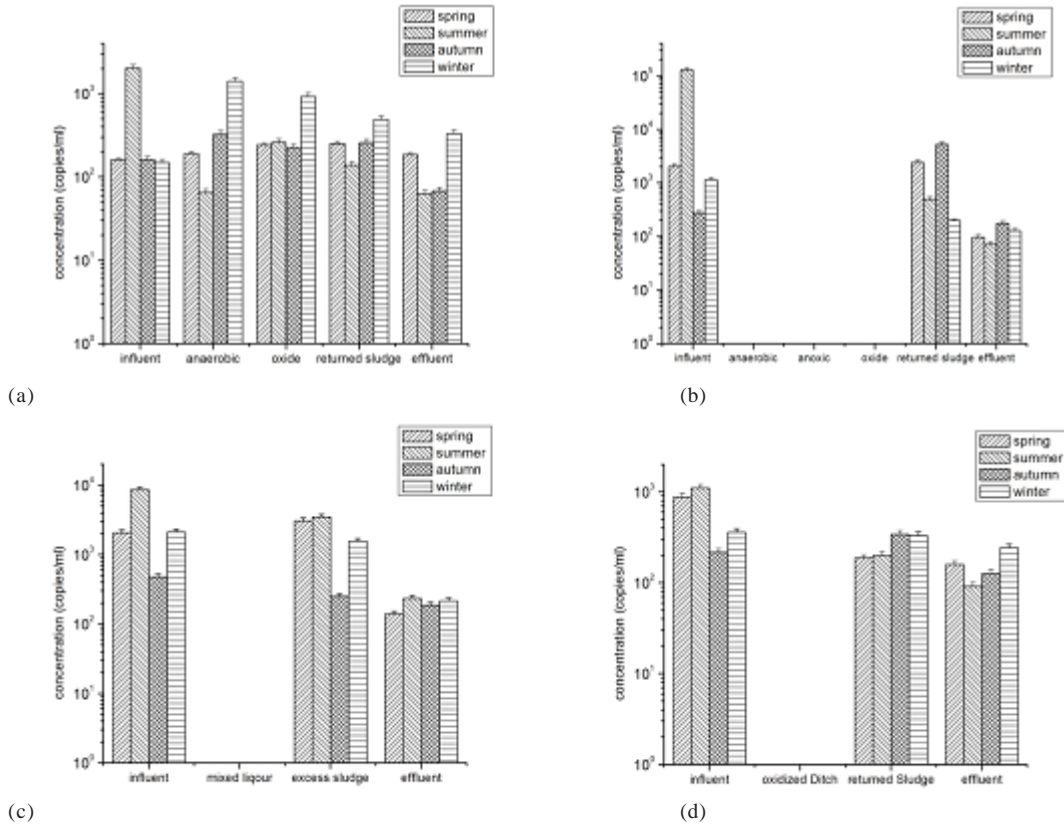 spring
summer
autumn
winter
concentration (copies/ml)
10³
10²
10¹
10⁰
influent anaerobic oxide returned sludge effluent
(a)
spring
summer
autumn
winter
concentration (copies/ml)
10⁵
10⁴
10³
10²
10¹
10⁰
influent anaerobic anoxic oxide returned sludge effluent
(b)
spring
summer
autumn
winter
concentration (copies/ml)
10⁴
10³
10²
10¹
10⁰
influent mixed liqour excess sludge effluent
(c)
spring
summer
autumn
winter
concentration (copies/ml)
10³
10²
10¹
10⁰
influent oxidized Ditch returned Sludge effluent
(d)